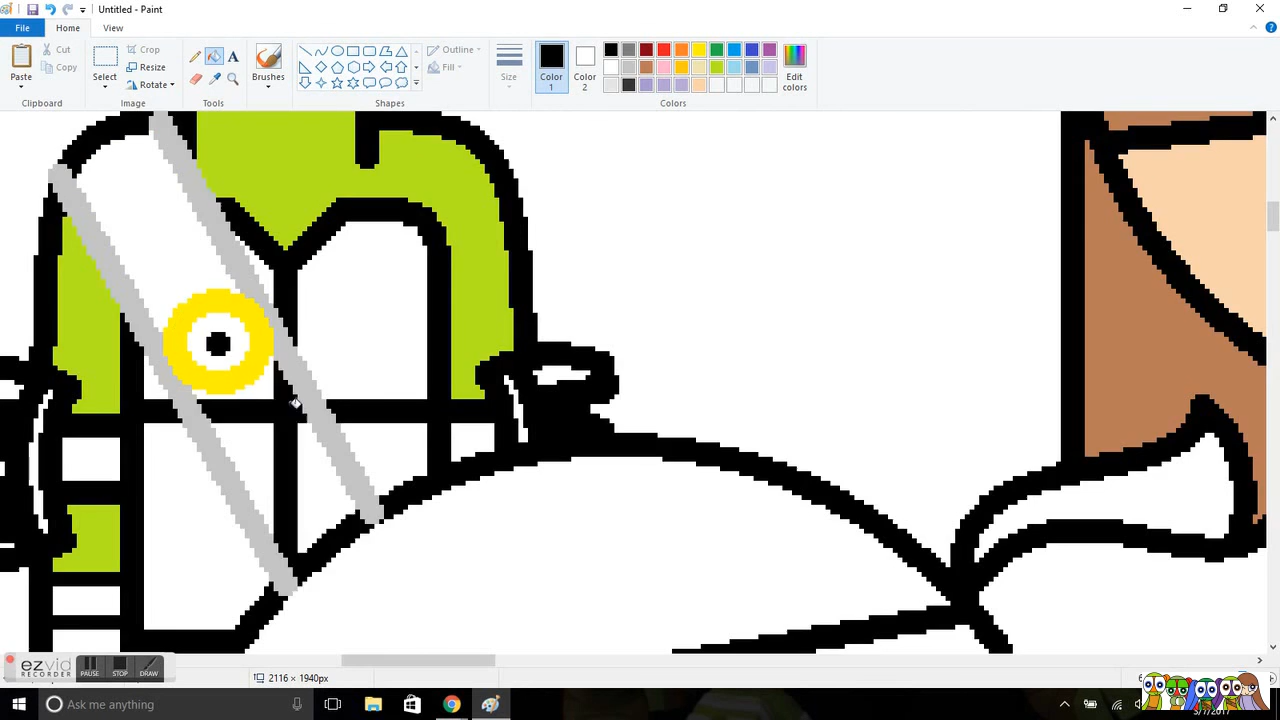 Untitled - Paint
File
Home
View
Paste
Cut
Copy
Select
Crop
Resize
Rotate
Brushes
Outline
Fill
Size
Color 1
Color 2
Edit colors
Clipboard
Image
Tools
Shapes
Colors
ezvid
RECORDER
PAUSE
STOP
DRAW
2116 × 1940px
Ask me anything